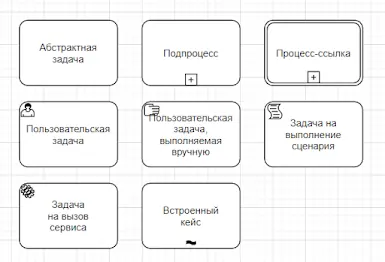 Абстрактная
задача
Подпроцесс
Процесс-ссылка
Пользовательская
задача
Пользовательская
задача,
выполняемая
вручную
Задача на
выполнение
сценария
Задача
на вызов
сервиса
Встроенный
кейс